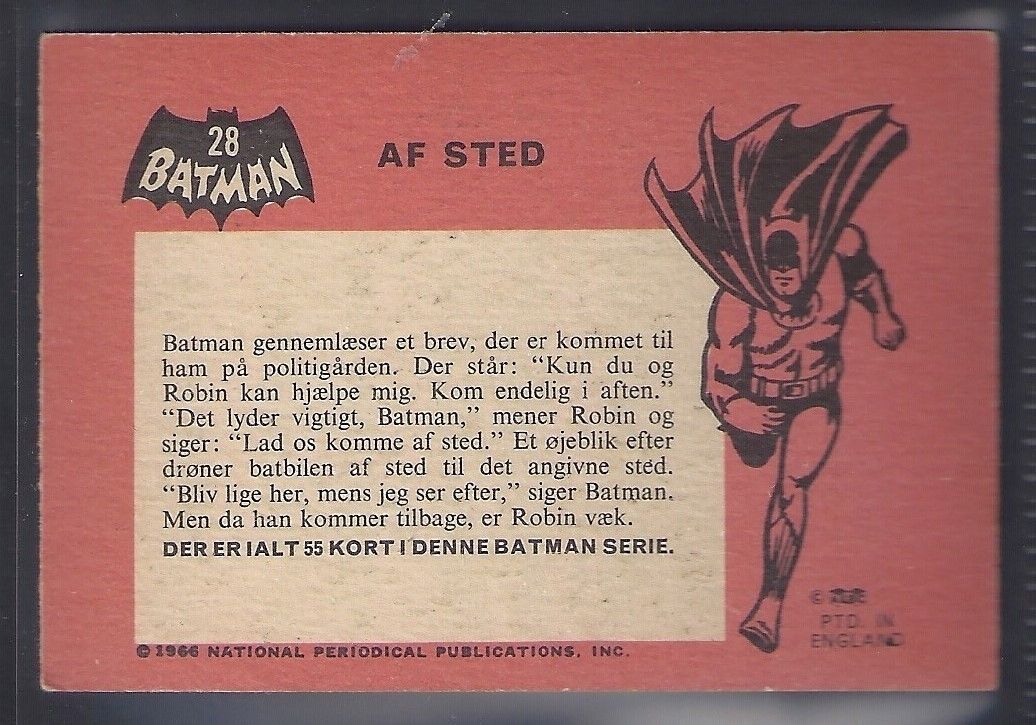 28
BATMAN
AF STED
Batman gennemlæser et brev, der er kommet til
ham på politigården. Der står: “Kun du og
Robin kan hjælpe mig. Kom endelig i aften.”
“Det lyder vigtigt, Batman,” mener Robin og
siger: “Lad os komme af sted.” Et øjeblik efter
drøner batbilen af sted til det angivne sted.
“Bliv lige her, mens jeg ser efter,” siger Batman.
Men da han kommer tilbage, er Robin væk.
DER ER IALT 55 KORT I DENNE BATMAN SERIE.
©
PTD. IN
ENGLAND
© 1966 NATIONAL PERIODICAL PUBLICATIONS, INC.